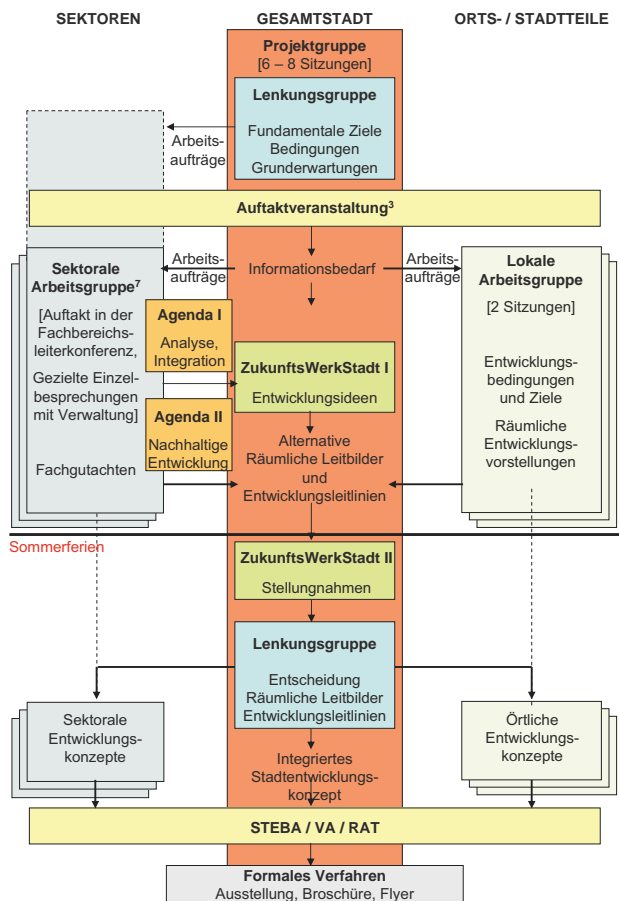 SEKTOREN
GESAMTSTADT
ORTS- / STADTTEILE
Projektgruppe
[6 – 8 Sitzungen]
Lenkungsgruppe
Fundamentale Ziele
Bedingungen
Grunderwartungen
Arbeits-
aufträge
Auftaktveranstaltung³
Arbeits-
aufträge
Informationsbedarf
Arbeits-
aufträge
Sektorale
Arbeitsgruppe⁷
[Auftakt in der
Fachbereichs-
leiterkonferenz,
Gezielte Einzel-
besprechungen
mit Verwaltung]
Fachgutachten
Agenda I
Analyse,
Integration
Agenda II
Nachhaltige
Entwicklung
ZukunftsWerkStadt I
Entwicklungsideen
Alternative
Räumliche Leitbilder
und
Entwicklungsleitlinien
Lokale
Arbeitsgruppe
[2 Sitzungen]
Entwicklungs-
bedingungen
und Ziele
Räumliche
Entwicklungs-
vorstellungen
Sommerferien
ZukunftsWerkStadt II
Stellungnahmen
Lenkungsgruppe
Entscheidung
Räumliche Leitbilder
Entwicklungsleitlinien
Sektorale
Entwicklungs-
konzepte
Integriertes
Stadtentwicklungs-
konzept
Örtliche
Entwicklungs-
konzepte
STEBA / VA / RAT
Formales Verfahren
Ausstellung, Broschüre, Flyer